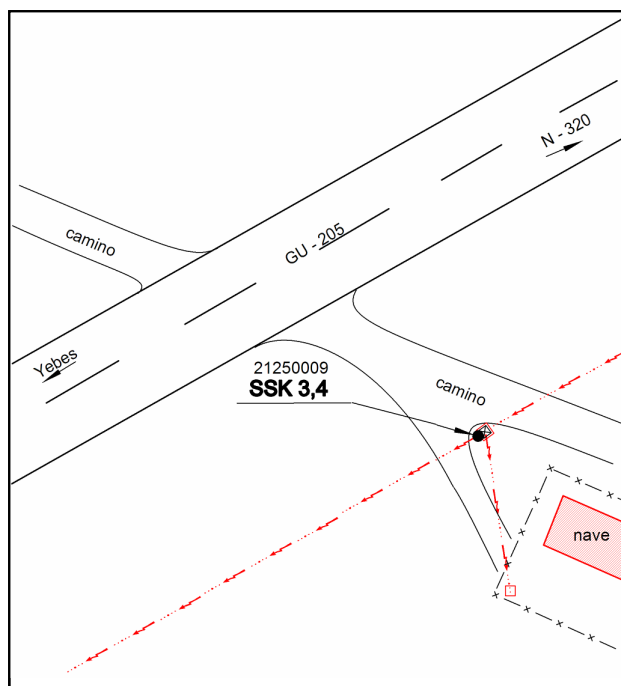 N - 320
camino
GU - 205
Yebes
21250009
SSK 3,4
camino
nave